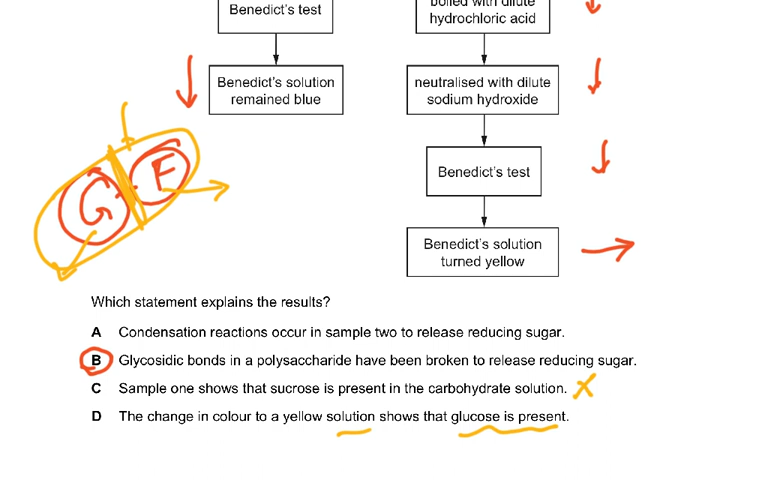 Benedict's test
boiled with dilute
hydrochloric acid
Benedict's solution
remained blue
neutralised with dilute
sodium hydroxide
G
F
Benedict's test
Benedict's solution
turned yellow
Which statement explains the results?
A Condensation reactions occur in sample two to release reducing sugar.
B Glycosidic bonds in a polysaccharide have been broken to release reducing sugar.
C Sample one shows that sucrose is present in the carbohydrate solution. X
D The change in colour to a yellow solution shows that glucose is present.